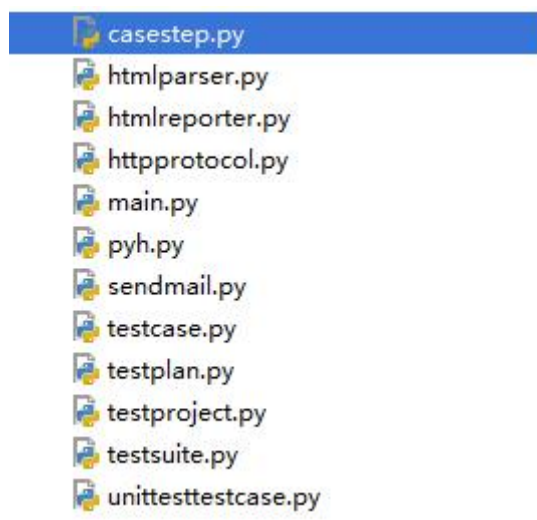 casestep.py
htmlparser.py
htmlreporter.py
httpprotocol.py
main.py
pyh.py
sendmail.py
testcase.py
testplan.py
testproject.py
testsuite.py
unittesttestcase.py